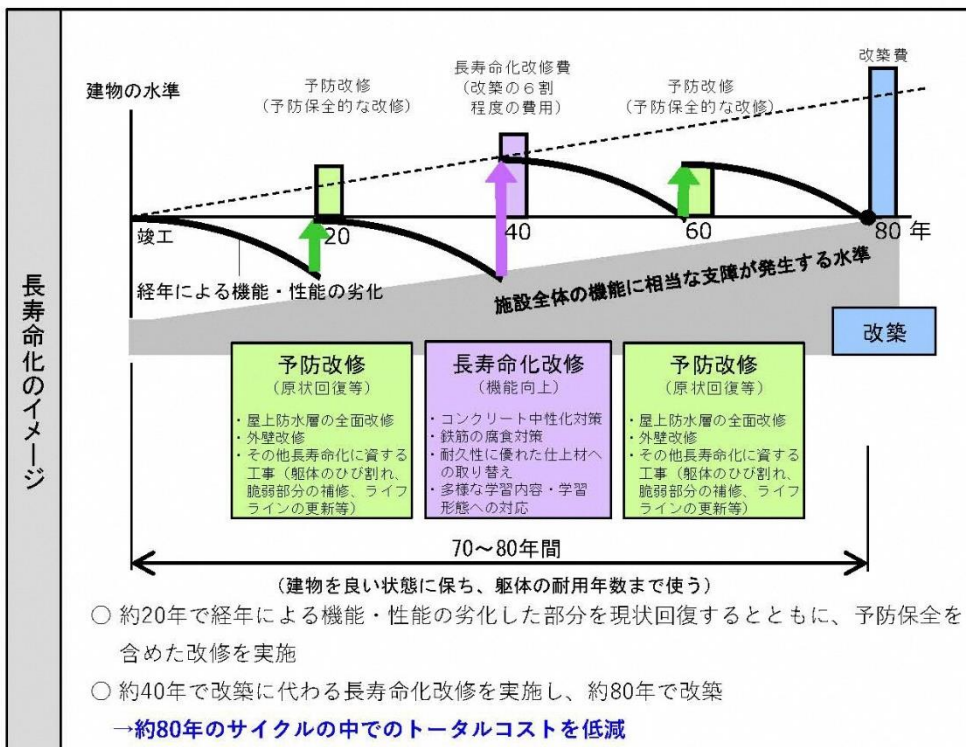 長寿命化のイメージ
建物の水準
予防改修
(予防保全的な改修)
長寿命化改修費
(改築の6割
程度の費用)
予防改修
(予防保全的な改修)
改築費
竣工
20
40
60
80 年
経年による機能・性能の劣化
施設全体の機能に相当な支障が発生する水準
改築
予防改修
(原状回復等)
・屋上防水層の全面改修
・外壁改修
・その他長寿命化に資する
工事(躯体のひび割れ、
脆弱部分の補修、ライフ
ラインの更新等)
長寿命化改修
(機能向上)
・コンクリート中性化対策
・鉄筋の腐食対策
・耐久性に優れた仕上材へ
の取り替え
・多様な学習内容・学習
形態への対応
予防改修
(原状回復等)
・屋上防水層の全面改修
・外壁改修
・その他長寿命化に資する
工事(躯体のひび割れ、
脆弱部分の補修、ライフ
ラインの更新等)
70~80年間
(建物を良い状態に保ち、躯体の耐用年数まで使う)
○ 約20年で経年による機能・性能の劣化した部分を現状回復するとともに、予防保全を
含めた改修を実施
○ 約40年で改築に代わる長寿命化改修を実施し、約80年で改築
→約80年のサイクルの中でのトータルコストを低減